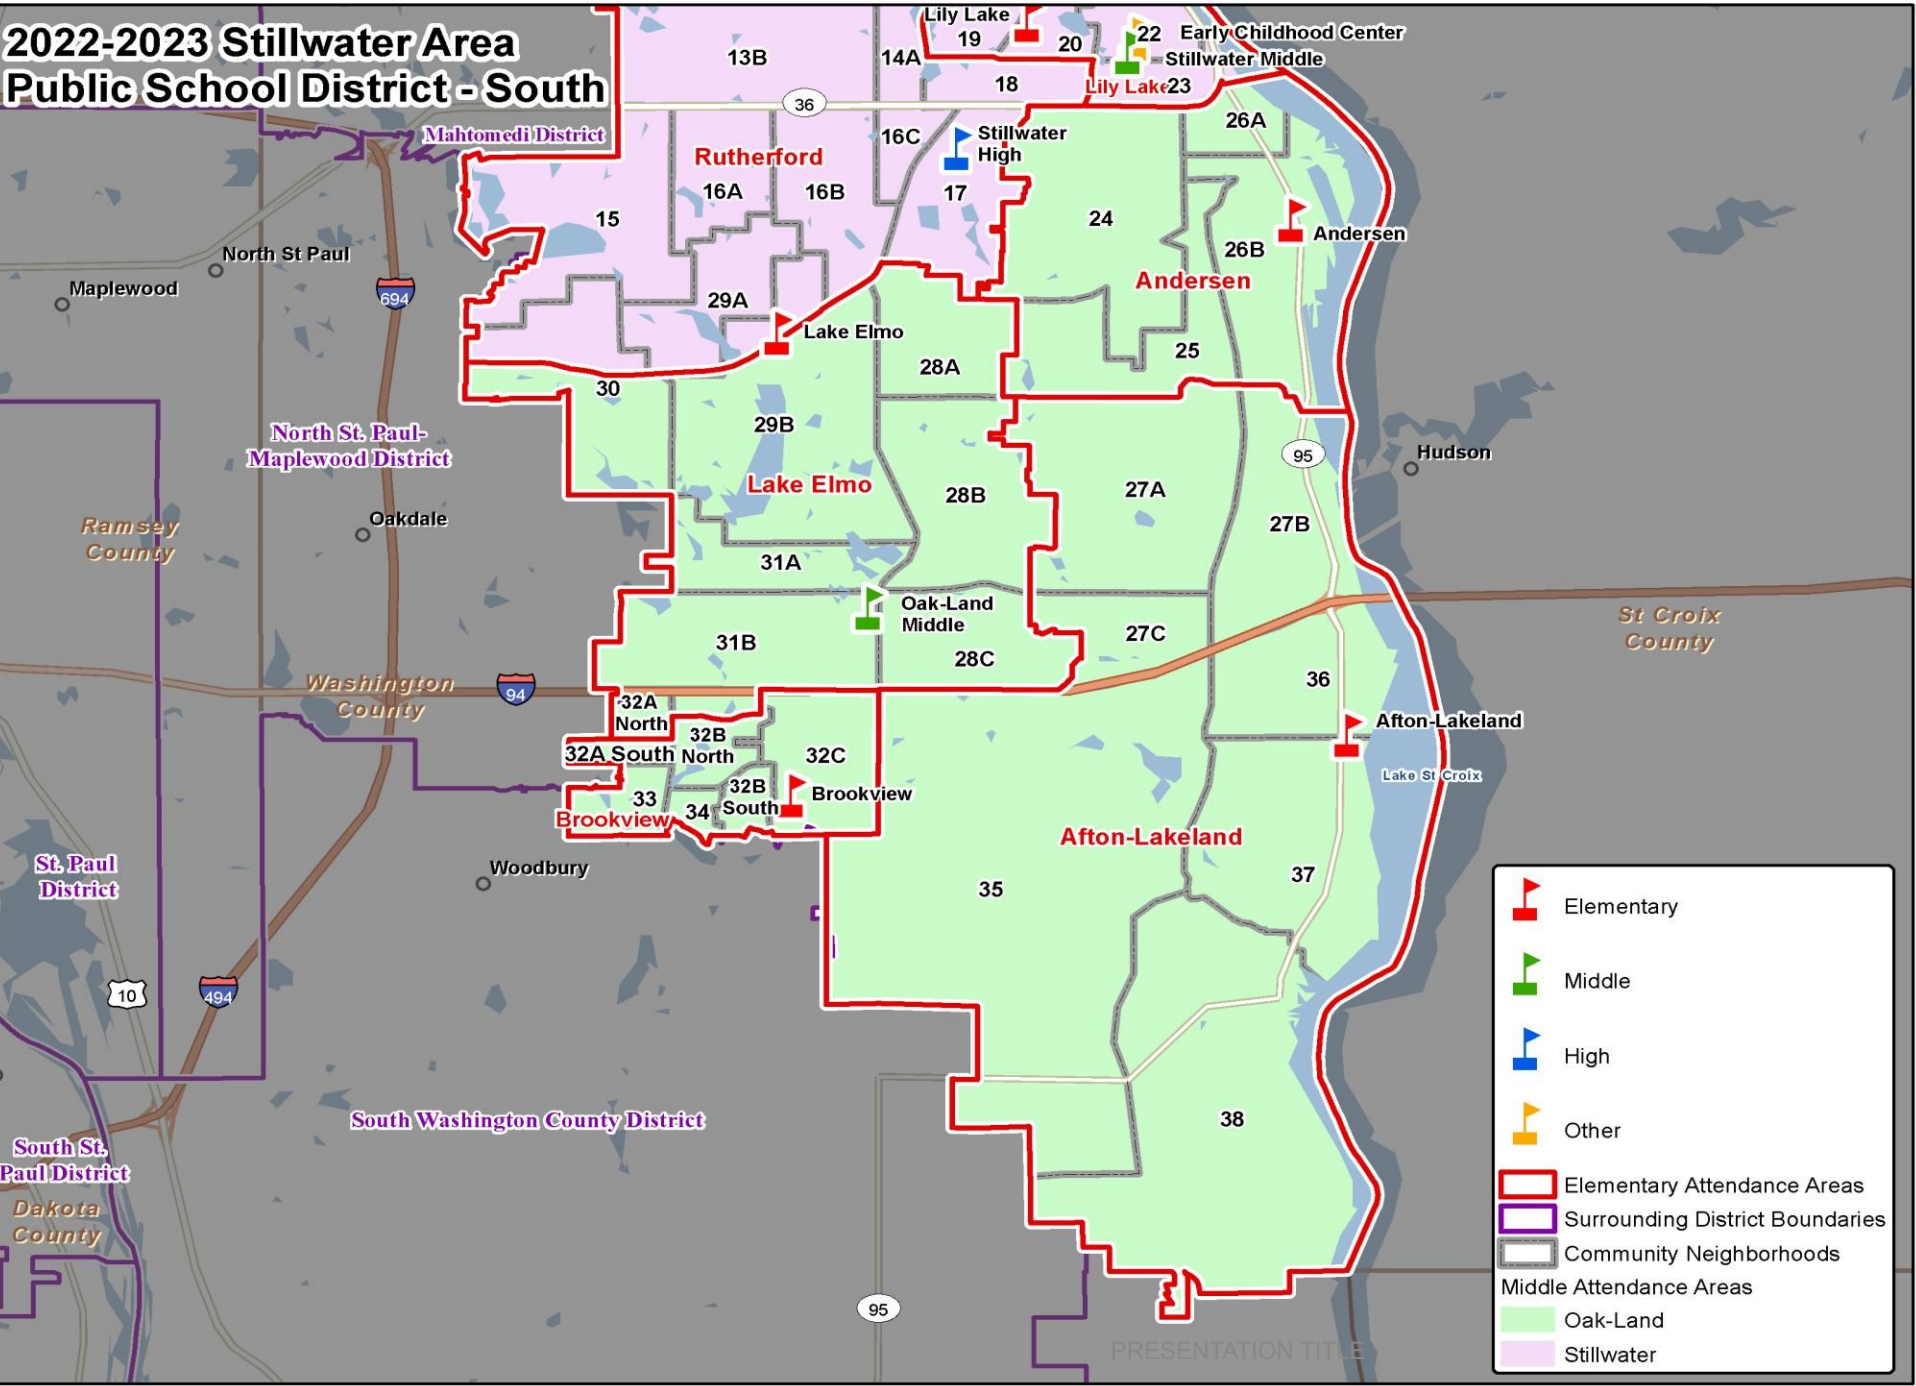 2022-2023 Stillwater Area
Public School District - South
Lily Lake
19
20
22
Early Childhood Center
Stillwater Middle
13B
14A
18
Lily Lake
23
36
Mahtomedi District
16C
Stillwater
High
26A
Rutherford
16A
16B
17
15
24
Andersen
26B
North St Paul
Maplewood
694
Andersen
29A
Lake Elmo
25
28A
30
29B
North St. Paul-
Maplewood District
95
Hudson
Lake Elmo
28B
27A
27B
Ramsey
County
Oakdale
31A
Oak-Land
Middle
St Croix
County
31B
27C
28C
Washington
County
94
36
32A
North
32B
North
32A South
32C
Afton-Lakeland
Lake St Croix
32B
South
33
34
Brookview
Brookview
Afton-Lakeland
St. Paul
District
Woodbury
35
37
10
494
South Washington County District
38
South St.
Paul District
Dakota
County
95
PRESENTATION TITLE
Elementary
Middle
High
Other
Elementary Attendance Areas
Surrounding District Boundaries
Community Neighborhoods
Middle Attendance Areas
Oak-Land
Stillwater